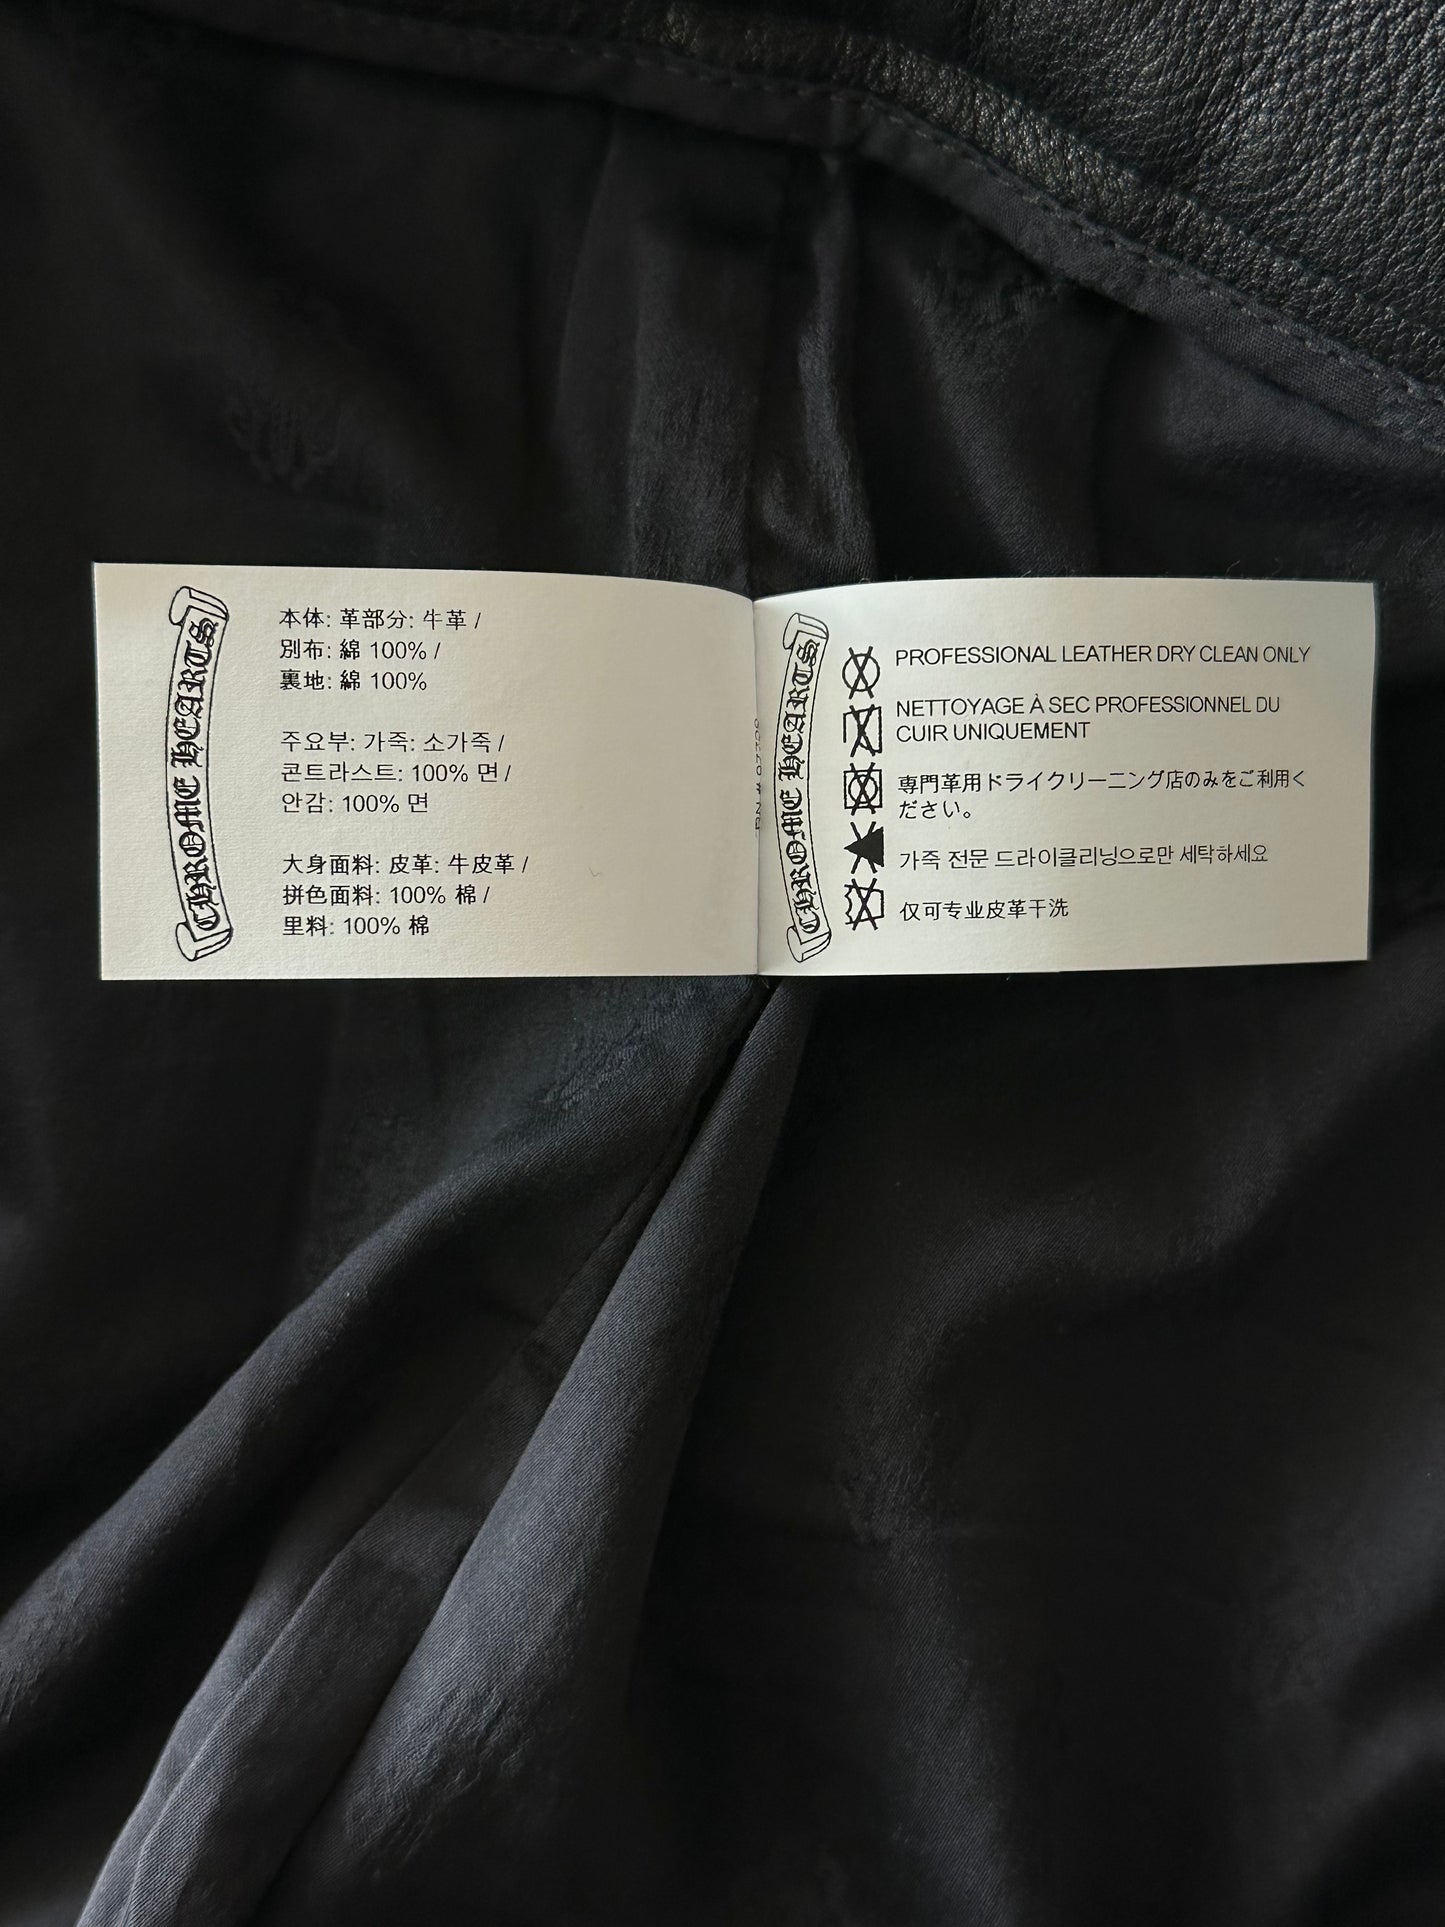 CHROME HEARTS
本体: 革部分: 牛革 /
別布: 綿 100% /
裏地: 綿 100%
주요부: 가죽: 소가죽 /
콘트라스트: 100% 면 /
안감: 100% 면
大身面料: 皮革: 牛皮革 /
拼色面料: 100% 棉 /
里料: 100% 棉
CHROME HEARTS
PROFESSIONAL LEATHER DRY CLEAN ONLY
NETTOYAGE À SEC PROFESSIONNEL DU
CUIR UNIQUEMENT
専門革用ドライクリーニング店のみをご利用く
ださい。
가죽 전문 드라이클리닝으로만 세탁하세요
仅可专业皮革干洗